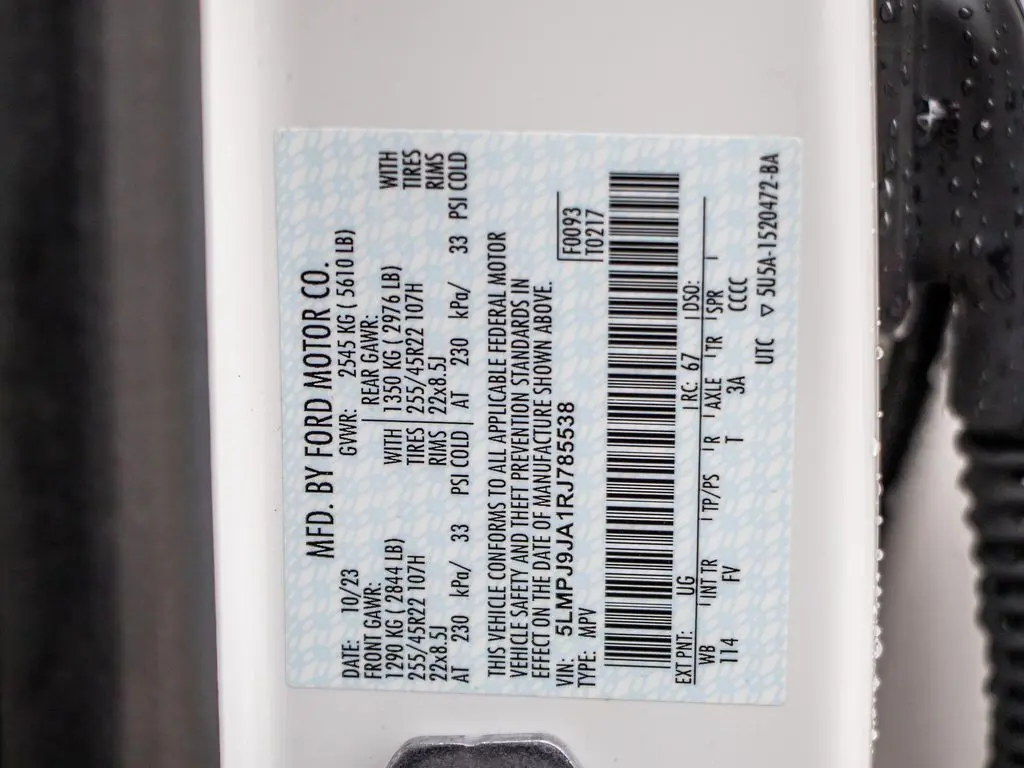 MFD. BY FORD MOTOR CO.
DATE: 10/23 GVWR: 2545 KG ( 5610 LB)
FRONT GAWR: REAR GAWR:
1290 KG ( 2844 LB) WITH 1350 KG ( 2976 LB) WITH
255/45R22 107H TIRES 255/45R22 107H TIRES
22x8.5J RIMS 22x8.5J RIMS
AT 230 kPa/ 33 PSI COLD AT 230 kPa/ 33 PSI COLD
THIS VEHICLE CONFORMS TO ALL APPLICABLE FEDERAL MOTOR
VEHICLE SAFETY AND THEFT PREVENTION STANDARDS IN
EFFECT ON THE DATE OF MANUFACTURE SHOWN ABOVE.
VIN: 5LMPJ9JA1RJ785538 F0093
TYPE: MPV T0217
EXT PNT: UG RC: 67 DSO:
WB INT TR TP/PS R AXLE TR SPR
114 FV T 3A CCCC
UTC ▽ 5U5A-1520472-BA